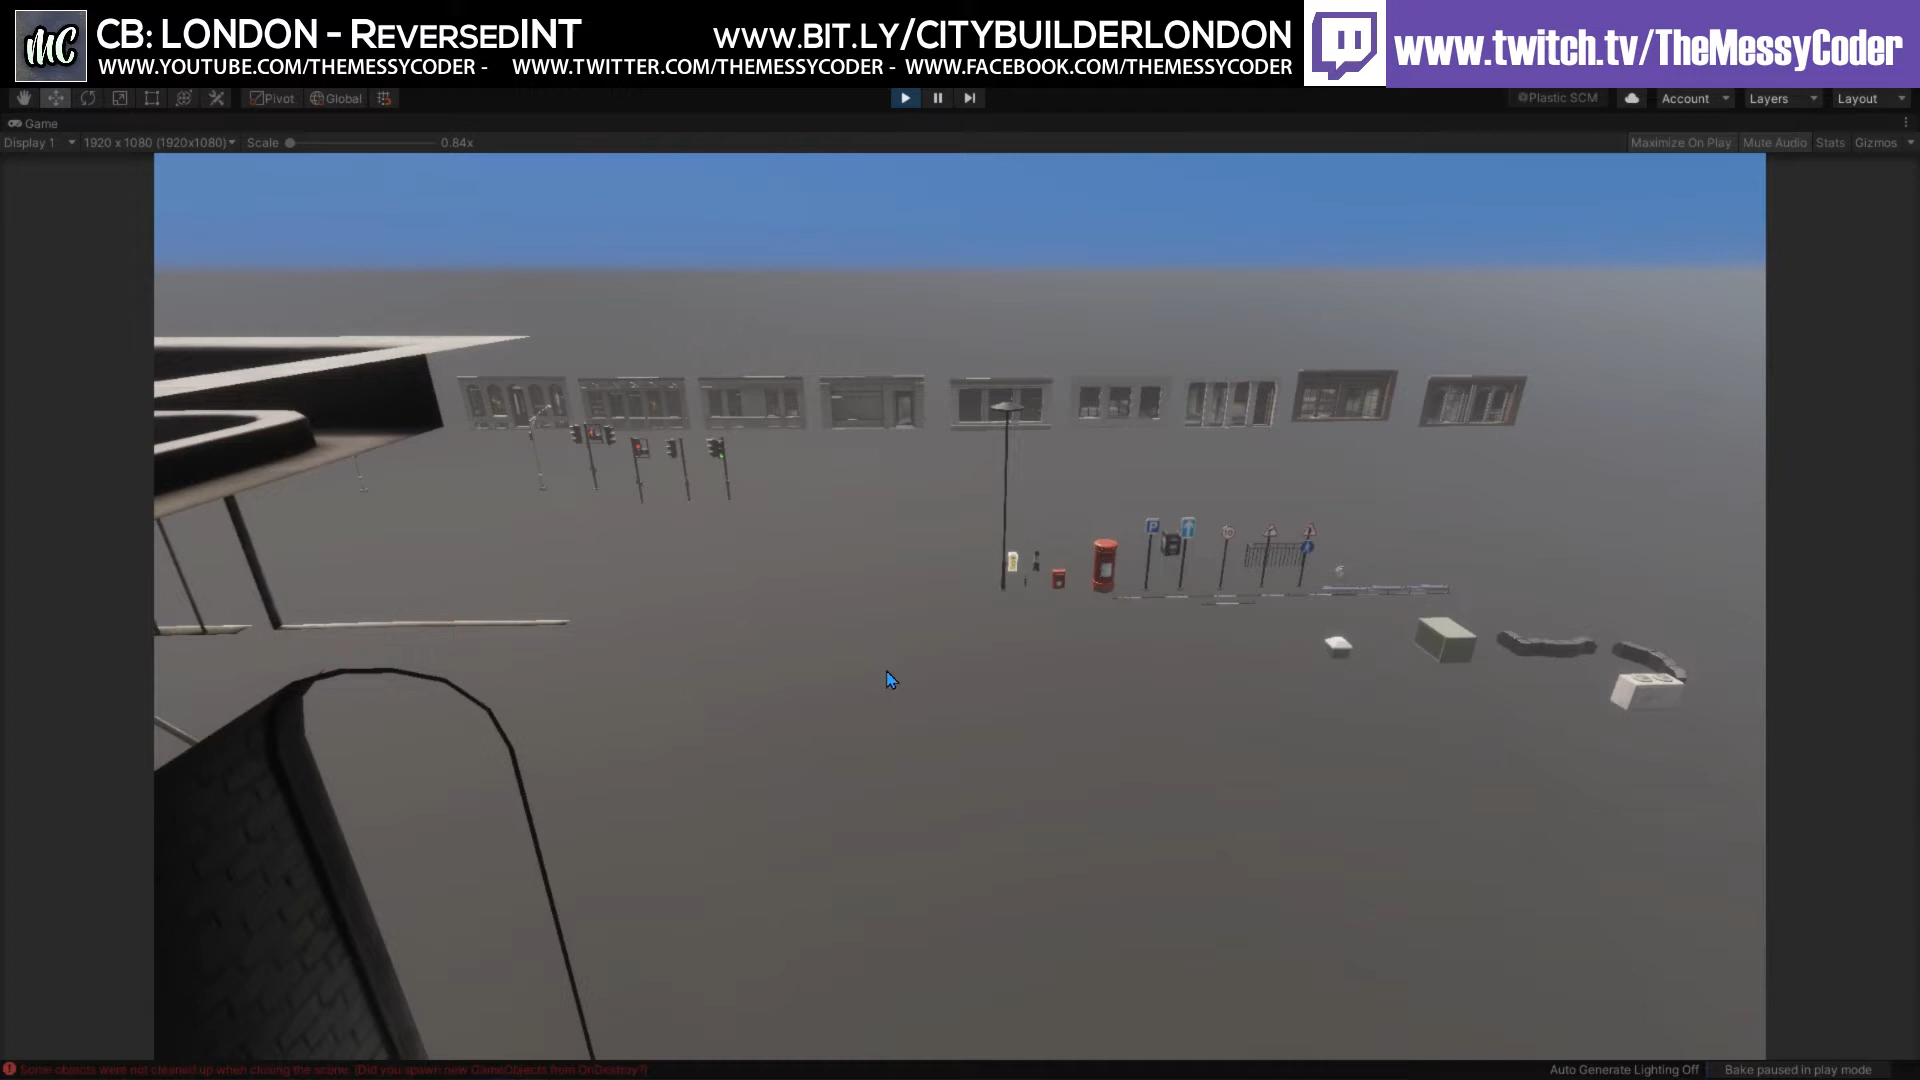 MC
CB: LONDON - REVERSEDINT
WWW.BIT.LY/CITYBUILDERLONDON
www.twitch.tv/TheMessyCoder
WWW.YOUTUBE.COM/THEMESSYCODER - WWW.TWITTER.COM/THEMESSYCODER - WWW.FACEBOOK.COM/THEMESSYCODER
Pivot Global Plastic SCM Account Layers Layout
Game
Display 1 1920 x 1080 (1920x1080) Scale 0.84x Maximize On Play Mute Audio Stats Gizmos
P
10
Some objects were not cleaned up when closing the scene. (Did you spawn new GameObjects from OnDestroy?)
Auto Generate Lighting Off Bake paused in play mode